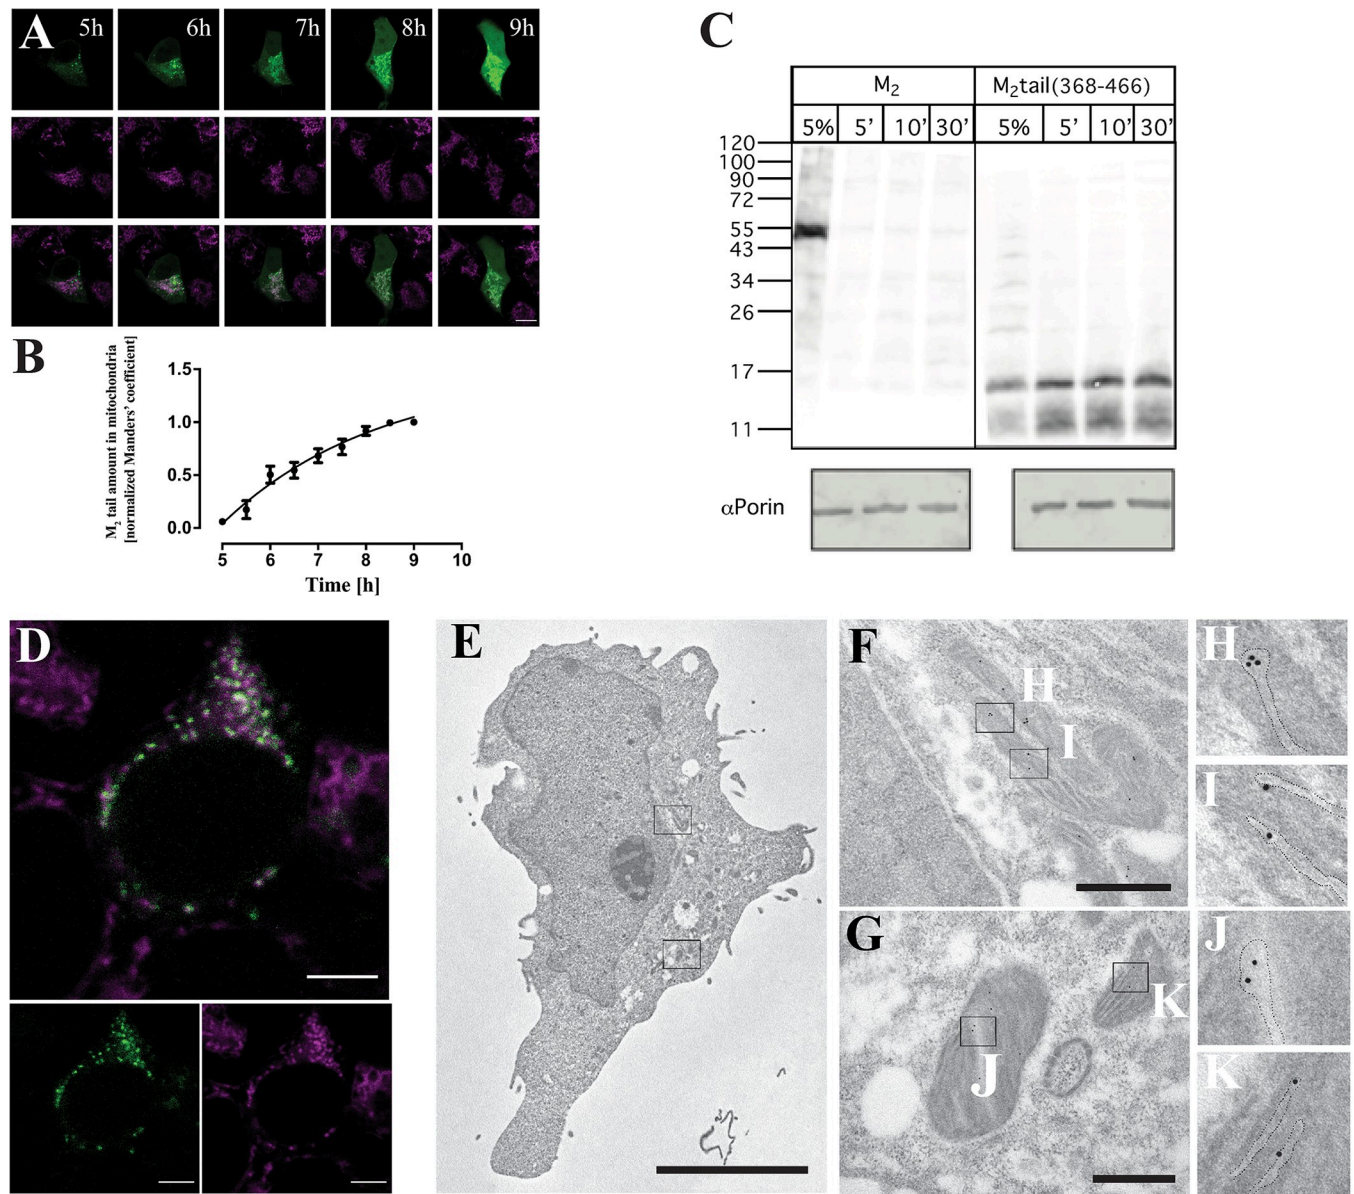 A
5h
6h
7h
8h
9h
B
M2 tail amount in mitochondria
[normalized Manders' coefficient]
1.5
1.0
0.5
0.0
5
6
7
8
9
10
Time [h]
C
M2
M2tail(368-466)
5%
5’
10’
30’
5%
5’
10’
30’
120
100
90
72
55
43
34
26
17
11
αPorin
D
E
F
H
I
G
J
K
H
I
J
K